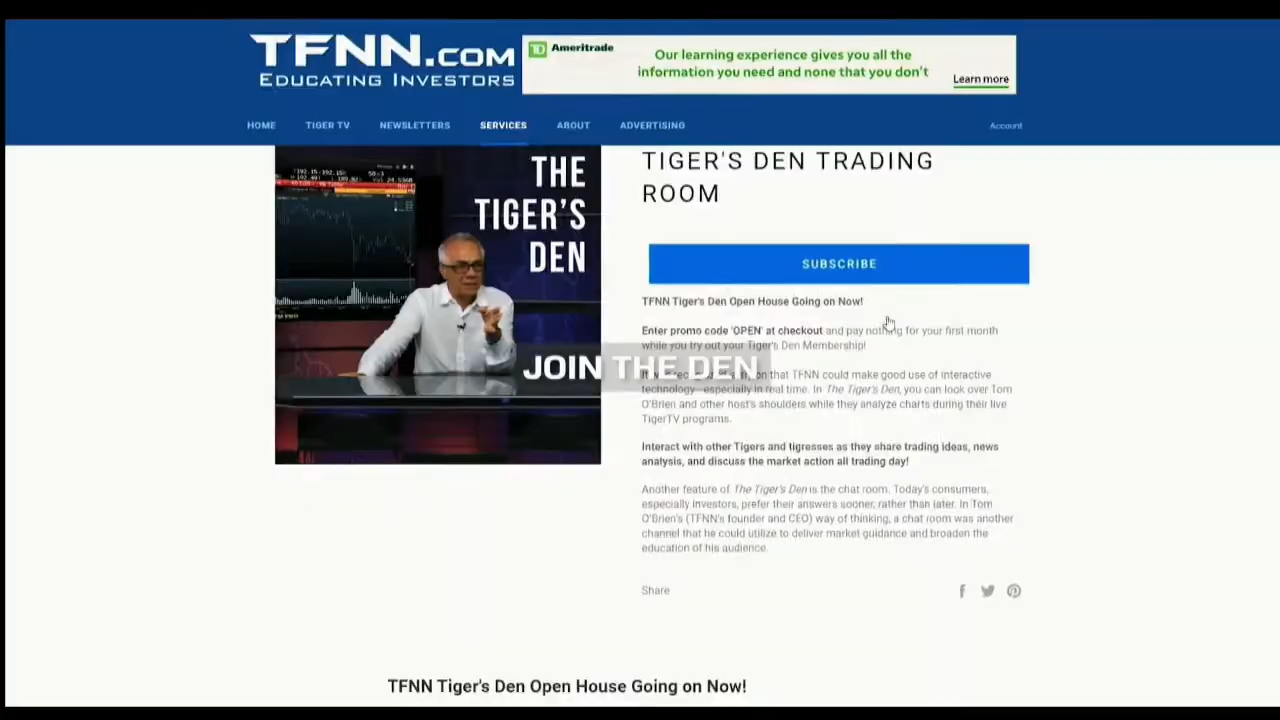 TFNN.COM
EDUCATING INVESTORS
Ameritrade
Our learning experience gives you all the
information you need and none that you don't
Learn more
HOME
TIGER TV
NEWSLETTERS
SERVICES
ABOUT
ADVERTISING
Account
THE
TIGER'S
DEN
TIGER'S DEN TRADING
ROOM
SUBSCRIBE
TFNN Tiger's Den Open House Going on Now!
Enter promo code 'OPEN' at checkout and pay nothing for your first month
while you try out your Tiger's Den Membership!
JOIN THE DEN
that TFNN could make good use of interactive
technology—especially in real time. In The Tiger's Den, you can look over Tom
O'Brien and other host's shoulders while they analyze charts during their live
TigerTV programs.
Interact with other Tigers and tigresses as they share trading ideas, news
analysis, and discuss the market action all trading day!
Another feature of The Tiger's Den is the chat room. Today's consumers,
especially investors, prefer their answers sooner, rather than later. In Tom
O'Brien's (TFNN's founder and CEO) way of thinking, a chat room was another
channel that he could utilize to deliver market guidance and broaden the
education of his audience.
Share
TFNN Tiger's Den Open House Going on Now!